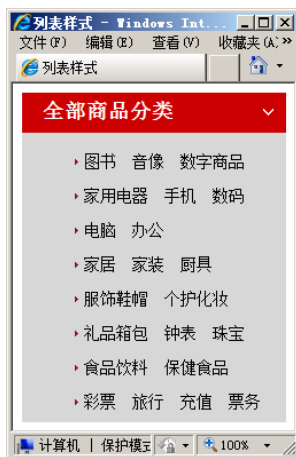 列表样式 - Windows Int...
文件(F) 编辑(E) 查看(V) 收藏夹(A) »
列表样式
全部商品分类
图书 音像 数字商品
家用电器 手机 数码
电脑 办公
家居 家装 厨具
服饰鞋帽 个护化妆
礼品箱包 钟表 珠宝
食品饮料 保健食品
彩票 旅行 充值 票务
计算机 | 保护模 100%